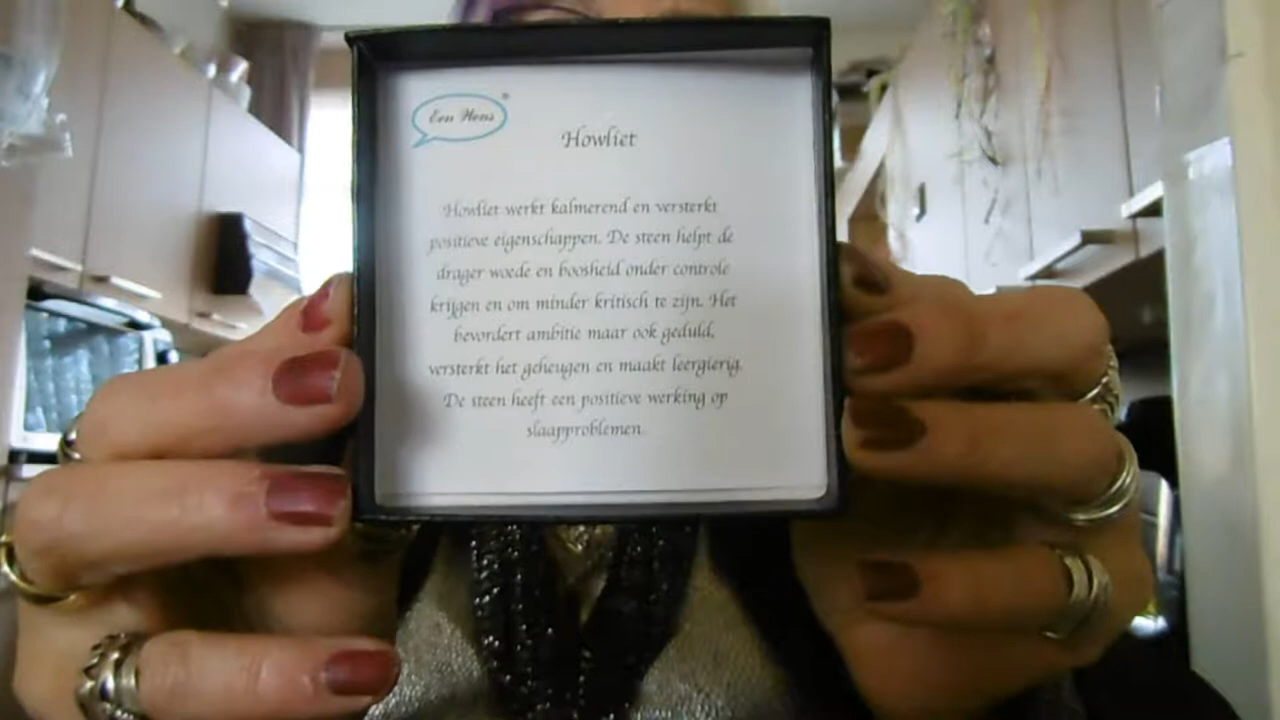 Een Wens
Howliet
Howliet werkt kalmerend en versterkt
positieve eigenschappen. De steen helpt de
drager woede en boosheid onder controle
krijgen en om minder kritisch te zijn. Het
bevordert ambitie maar ook geduld,
versterkt het geheugen en maakt leergierig.
De steen heeft een positieve werking op
slaapproblemen.